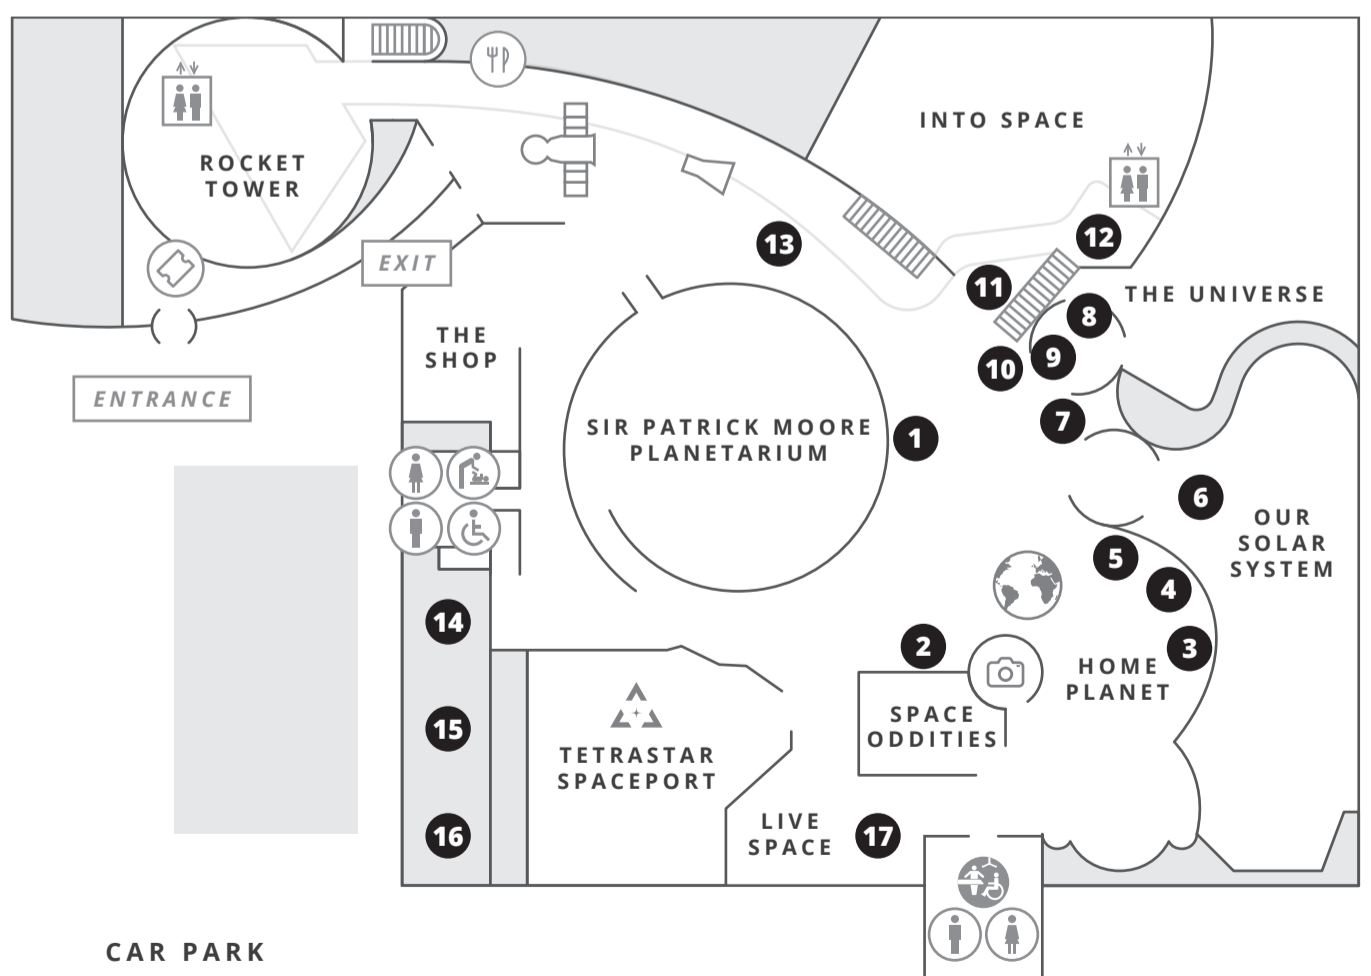 INTO SPACE
ROCKET
TOWER
12
13
EXIT
11
THE UNIVERSE
8
THE
SHOP
9
10
ENTRANCE
7
SIR PATRICK MOORE
PLANETARIUM
1
6
OUR
SOLAR
SYSTEM
5
4
14
2
3
HOME
PLANET
SPACE
ODDITIES
15
TETRASTAR
SPACEPORT
LIVE
SPACE
17
16
CAR PARK